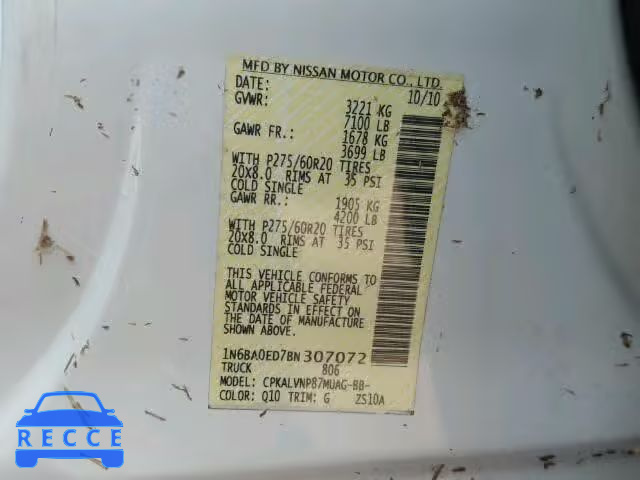 MFD BY NISSAN MOTOR CO., LTD.
DATE: 10/10
GVWR: 3221 KG
7100 LB
GAWR FR.: 1678 KG
3699 LB
WITH P275/60R20 TIRES
20X8.0 RIMS AT 35 PSI
COLD SINGLE
GAWR RR.: 1905 KG
4200 LB
WITH P275/60R20 TIRES
20X8.0 RIMS AT 35 PSI
COLD SINGLE
THIS VEHICLE CONFORMS TO
ALL APPLICABLE FEDERAL
MOTOR VEHICLE SAFETY
STANDARDS IN EFFECT ON
THE DATE OF MANUFACTURE
SHOWN ABOVE.
1N6BA0ED7BN307072
TRUCK 806
MODEL: CPKALVNPB7MUAG-BB-
COLOR: Q10 TRIM: G ZS10A
RECCE